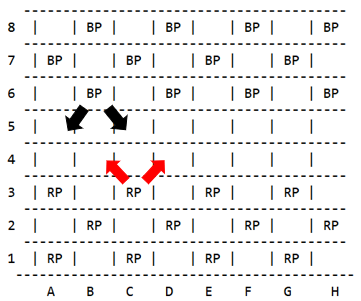 8 | | BP | | BP | | BP | | BP
7 | BP | | BP | | BP | | BP |
6 | | BP | | BP | | BP | | BP
5 | | | | | | | |
4 | | | | | | | |
3 | RP | | RP | | RP | | RP |
2 | | RP | | RP | | RP | | RP
1 | RP | | RP | | RP | | RP |
A B C D E F G H